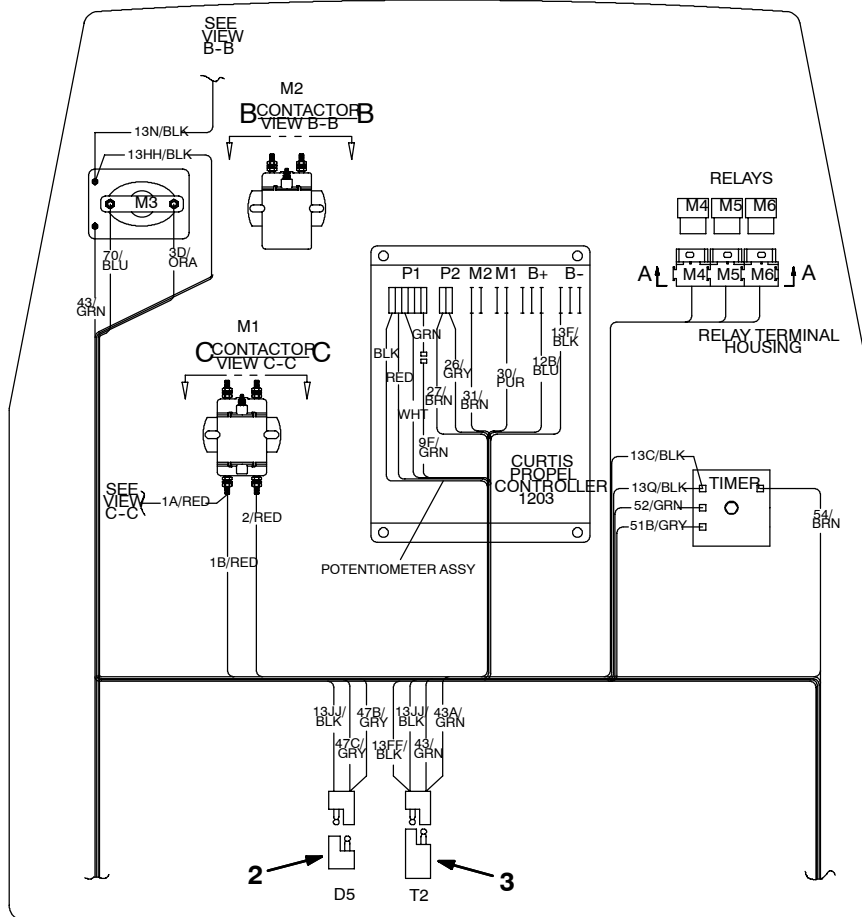 SEE
VIEW
B-B
M2
B CONTACTOR B
VIEW B-B
13N/BLK
13HH/BLK
M3
70/
BLU
3D/
ORA
43/
GRN
RELAYS
M4 M5 M6
A M4 M5 M6 A
RELAY TERMINAL
HOUSING
P1 P2 M2 M1 B+ B-
BLK
RED
WHT
GRN
9F/
GRN
27/
BRN
26/
GRY
31/
BRN
30/
PUR
12B/
BLU
13F/
BLK
CURTIS
PROPEL
CONTROLLER
1203
POTENTIOMETER ASSY
M1
C CONTACTOR C
VIEW C-C
SEE
VIEW
C-C
1A/RED
2/RED
1B/RED
13C/BLK
13Q/BLK
52/GRN
51B/GRY
TIMER
54/
BRN
13JJ/
BLK
47C/
GRY
47B/
GRY
13FF/
BLK
13JJ/
BLK
43/
GRN
43A/
GRN
2
D5
T2
3